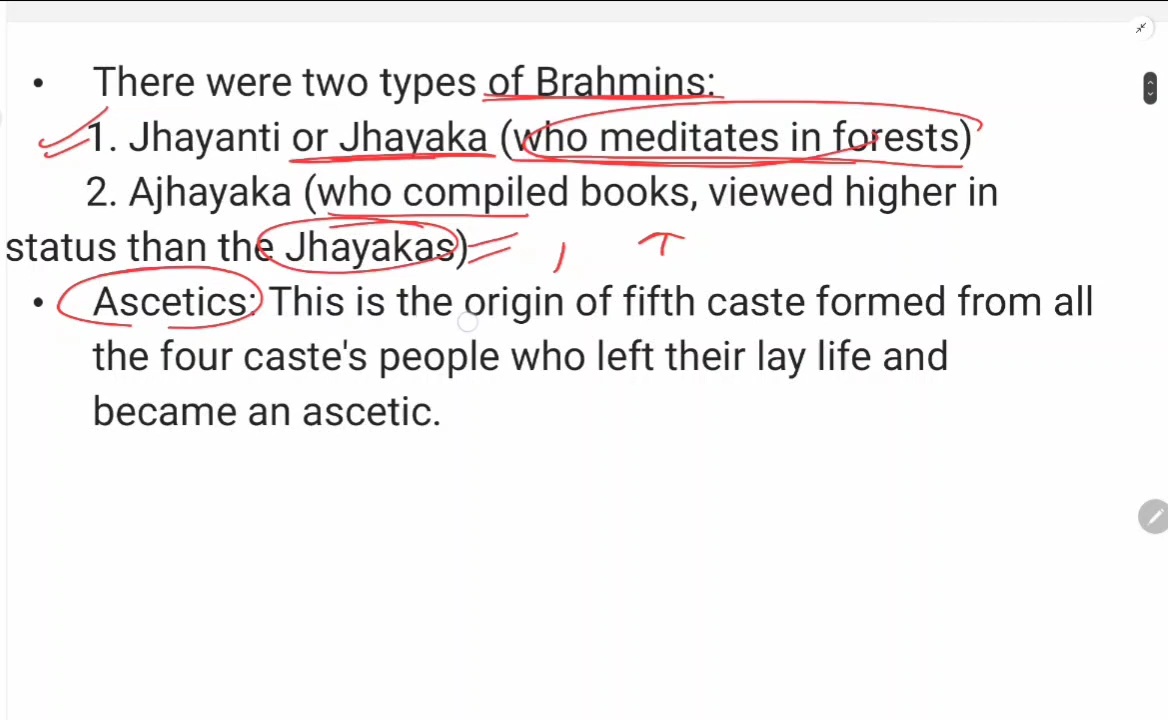 • There were two types of Brahmins:
1. Jhayanti or Jhayaka (who meditates in forests)
2. Ajhayaka (who compiled books, viewed higher in
status than the Jhayakas)
• Ascetics: This is the origin of fifth caste formed from all
the four caste's people who left their lay life and
became an ascetic.